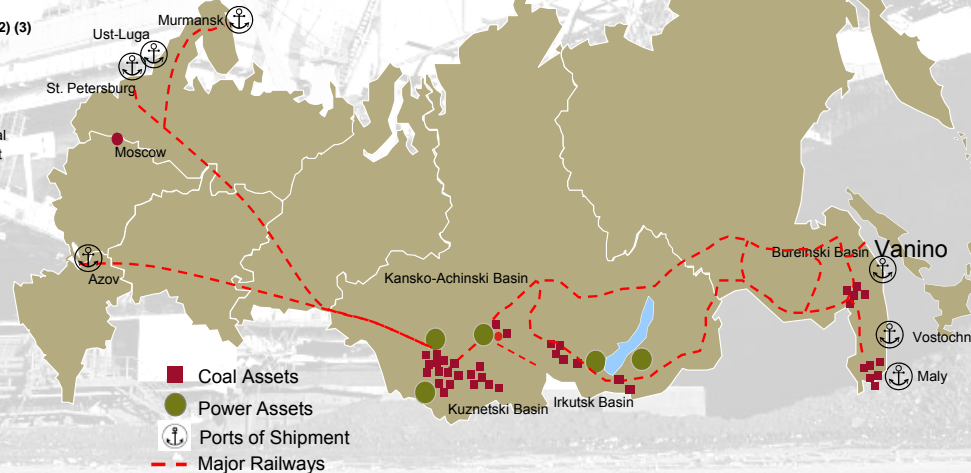 2) (3)
Murmansk
Ust-Luga
St. Petersburg
al
t
Moscow
Azov
Kansko-Achinski Basin
Bureinski Basin
Vanino
Vostochn
Maly
Kuznetski Basin
Irkutsk Basin
Coal Assets
Power Assets
Ports of Shipment
Major Railways